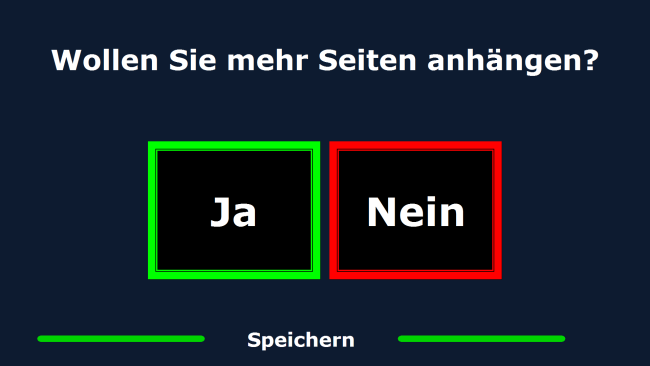 Wollen Sie mehr Seiten anhängen?
Ja
Nein
Speichern